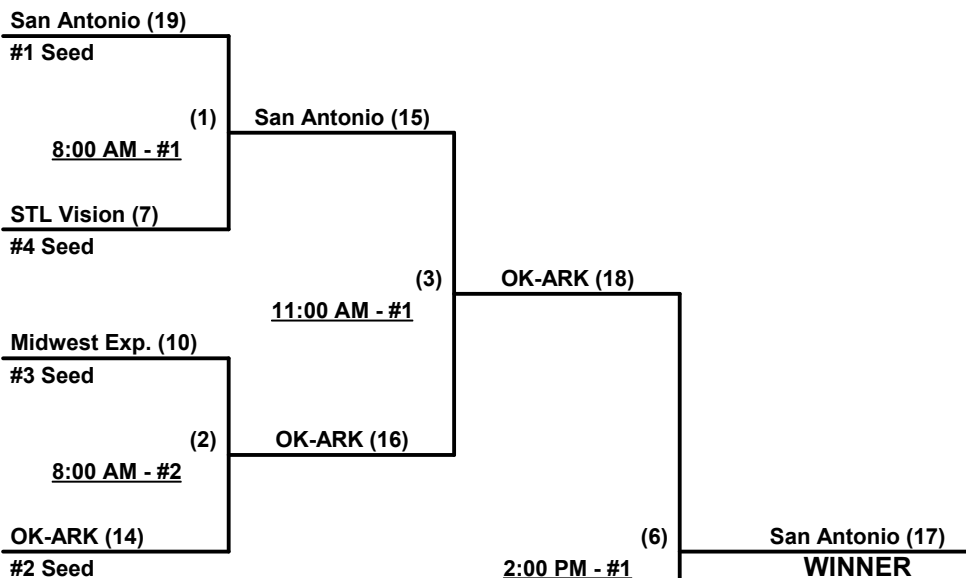 San Antonio (19)
#1 Seed
(1)
San Antonio (15)
8:00 AM - #1
STL Vision (7)
#4 Seed
(3)
OK-ARK (18)
11:00 AM - #1
Midwest Exp. (10)
#3 Seed
(2)
OK-ARK (16)
8:00 AM - #2
OK-ARK (14)
#2 Seed
(6)
San Antonio (17)
2:00 PM - #1
WINNER